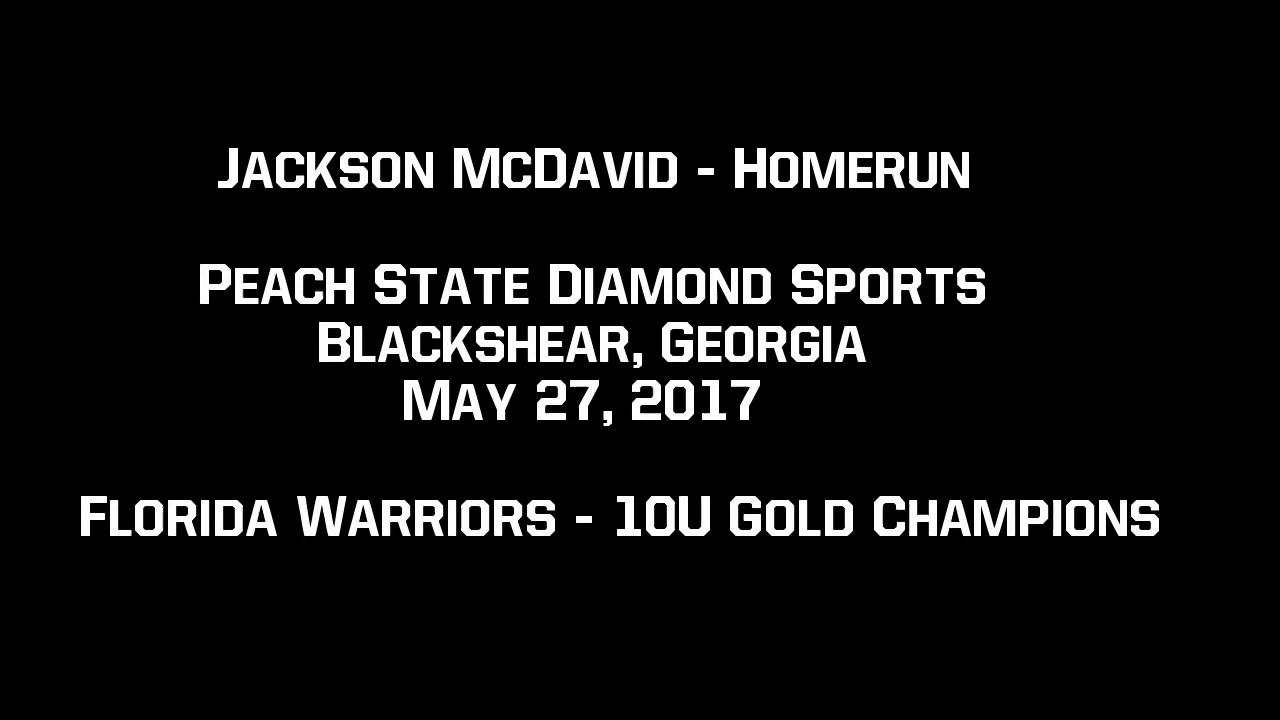 Jackson McDavid - Homerun
Peach State Diamond Sports
Blackshear, Georgia
May 27, 2017
Florida Warriors - 10U Gold Champions